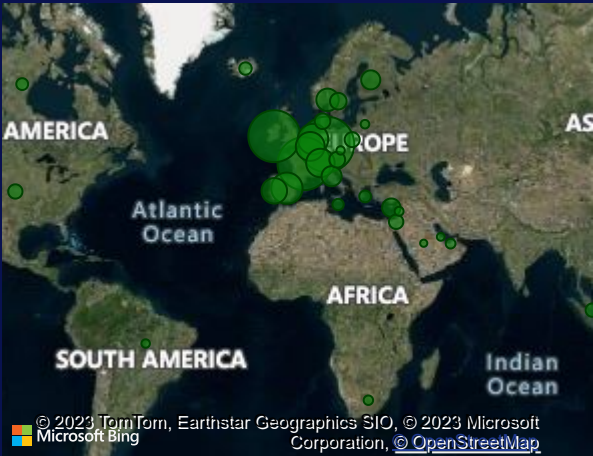 AMERICA
AS
EUROPE
Atlantic
Ocean
AFRICA
SOUTH AMERICA
Indian
Ocean
© 2023 TomTom, Earthstar Geographics SIO, © 2023 Microsoft
Microsoft Bing
Corporation, © OpenStreetMap